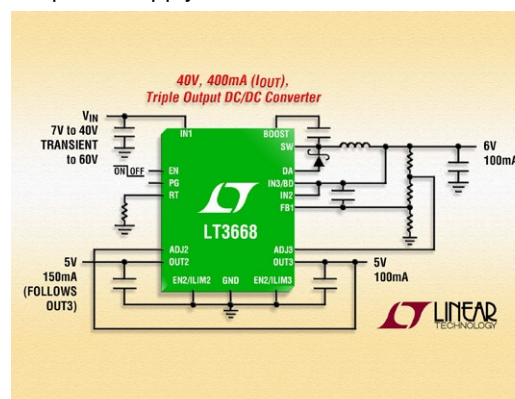 40V, 400mA (IOUT),
Triple Output DC/DC Converter
VIN
7V to 40V
TRANSIENT
to 60V
IN1
BOOST
SW
6V
100mA
ON OFF
EN
PG
RT
DA
IN3/BD
IN2
FB1
LT3668
ADJ2
OUT2
ADJ3
OUT3
5V
150mA
(FOLLOWS
OUT3)
5V
100mA
EN2/ILIM2
GND
EN2/ILIM3
LINEAR
TECHNOLOGY